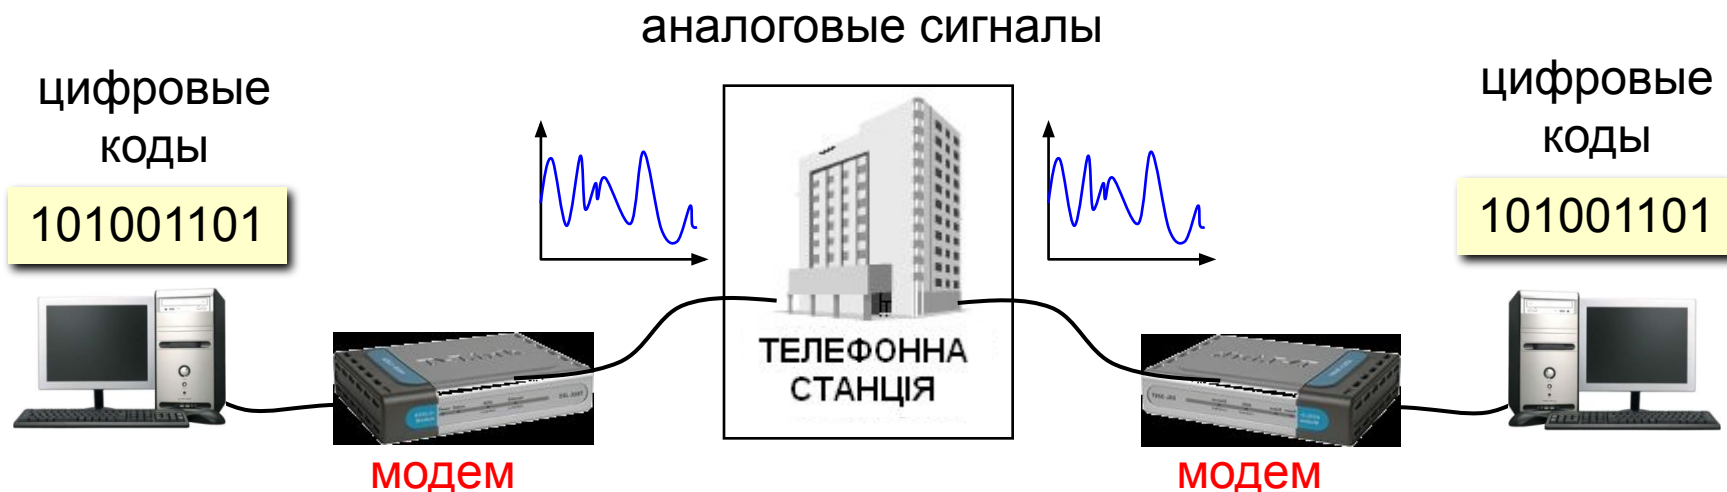 аналоговые сигналы
цифровые
коды
101001101
цифровые
коды
101001101
ТЕЛЕФОННА
СТАНЦІЯ
модем
модем